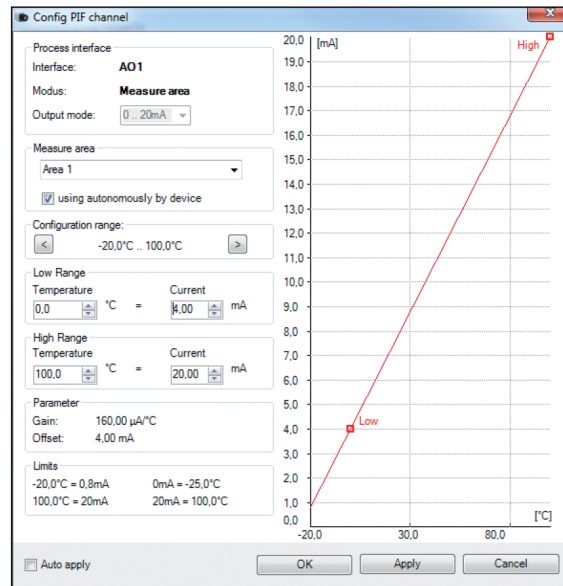 Config PIF channel
Process interface
Interface: AO1
Modus: Measure area
Output mode: 0 .. 20mA
Measure area
Area 1
using autonomously by device
Configuration range:
< -20,0°C .. 100,0°C >
Low Range
Temperature Current
0,0 °C = 4.00 mA
High Range
Temperature Current
100,0 °C = 20,00 mA
Parameter
Gain: 160,00 µA/°C
Offset: 4,00 mA
Limits
-20,0°C = 0,8mA 0mA = -25,0°C
100,0°C = 20mA 20mA = 100,0°C
Auto apply
20,0 [mA] High
19,0
18,0
17,0
16,0
15,0
14,0
13,0
12,0
11,0
10,0
9,0
8,0
7,0
6,0
5,0
4,0 Low
3,0
2,0
1,0
0,0 [°C]
-20,0 30,0 80,0
OK Apply Cancel